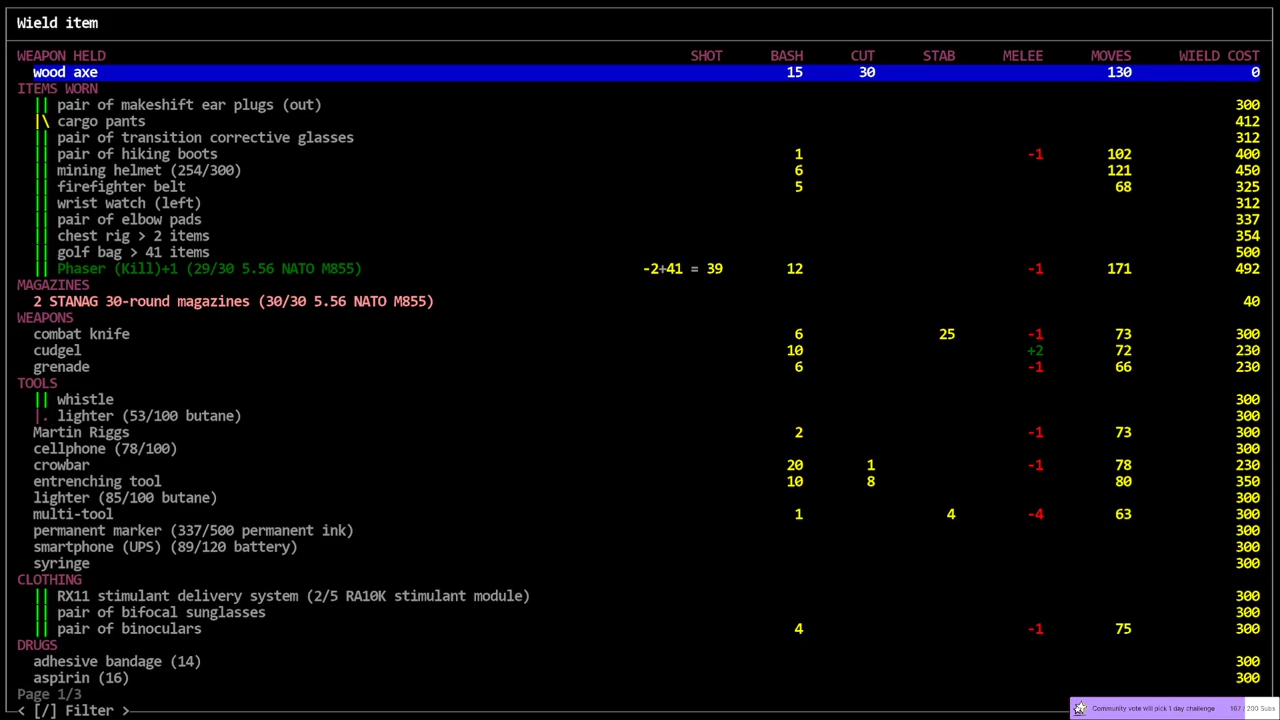 Wield item
WEAPON HELD SHOT BASH CUT STAB MELEE MOVES WIELD COST
wood axe 15 30 130 0
ITEMS WORN
|| pair of makeshift ear plugs (out) 300
|\ cargo pants 412
|| pair of transition corrective glasses 312
|| pair of hiking boots 1 -1 102 400
|| mining helmet (254/300) 6 121 450
|| firefighter belt 5 68 325
|| wrist watch (left) 312
|| pair of elbow pads 337
|| chest rig > 2 items 354
|| golf bag > 41 items 500
|| Phaser (Kill)+1 (29/30 5.56 NATO M855) -2+41 = 39 12 -1 171 492
MAGAZINES
2 STANAG 30-round magazines (30/30 5.56 NATO M855) 40
WEAPONS
combat knife 6 25 -1 73 300
cudgel 10 +2 72 230
grenade 6 -1 66 230
TOOLS
|| whistle 300
|. lighter (53/100 butane) 300
Martin Riggs 2 -1 73 300
cellphone (78/100) 300
crowbar 20 1 -1 78 230
entrenching tool 10 8 80 350
lighter (85/100 butane) 300
multi-tool 1 4 -4 63 300
permanent marker (337/500 permanent ink) 300
smartphone (UPS) (89/120 battery) 300
syringe 300
CLOTHING
|| RX11 stimulant delivery system (2/5 RA10K stimulant module) 300
|| pair of bifocal sunglasses 300
|| pair of binoculars 4 -1 75 300
DRUGS
adhesive bandage (14) 300
aspirin (16) 300
Page 1/3
< [/] Filter >
Community vote will pick 1 day challenge 167 / 200 Subs